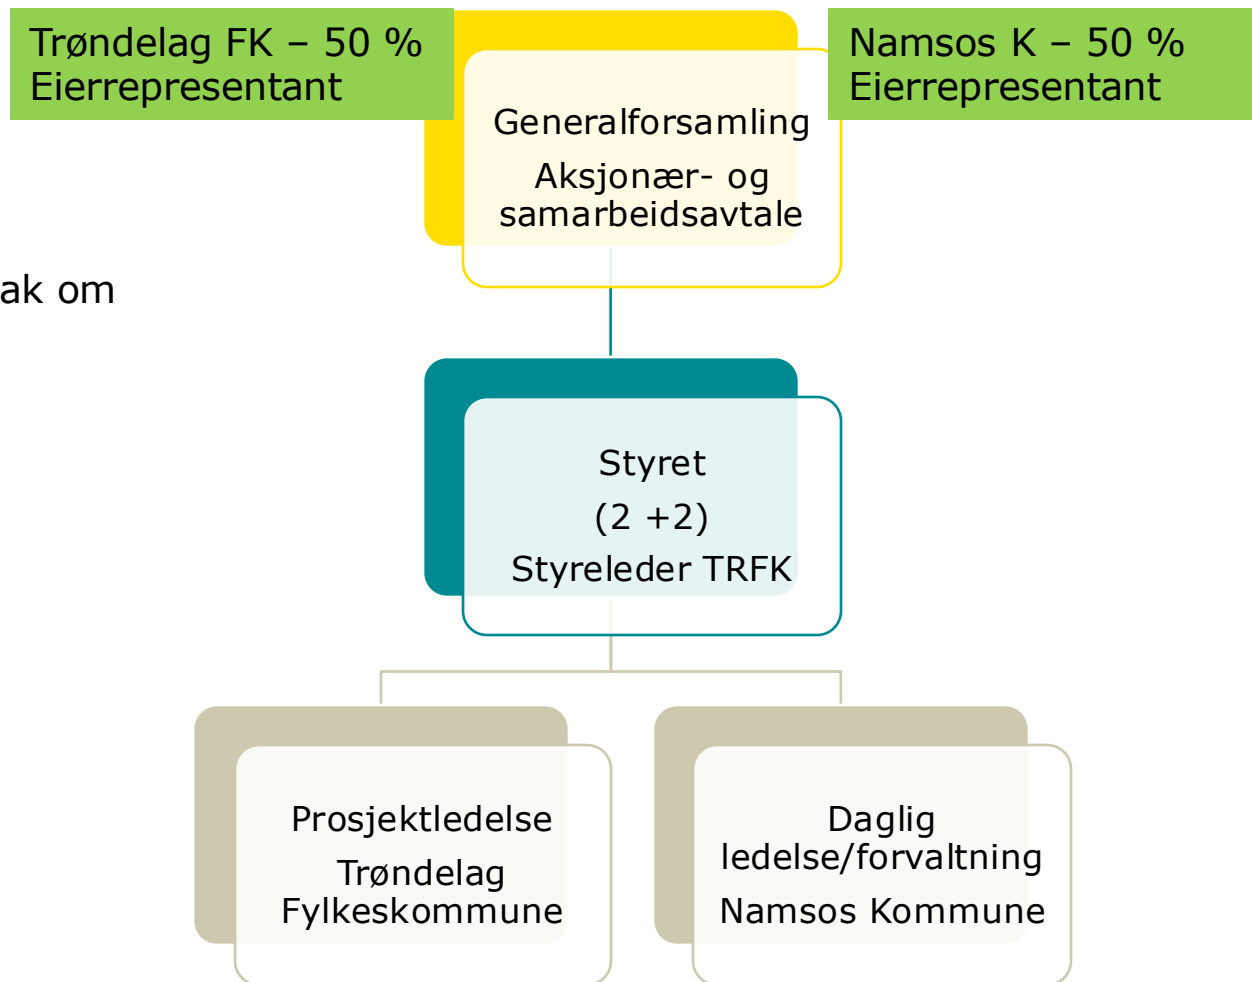 Trøndelag FK – 50 %
Eierrepresentant
Namsos K – 50 %
Eierrepresentant
Generalforsamling
Aksjonær- og
samarbeidsavtale
ak om
Styret
(2 +2)
Styreleder TRFK
Prosjektledelse
Trøndelag
Fylkeskommune
Daglig
ledelse/forvaltning
Namsos Kommune